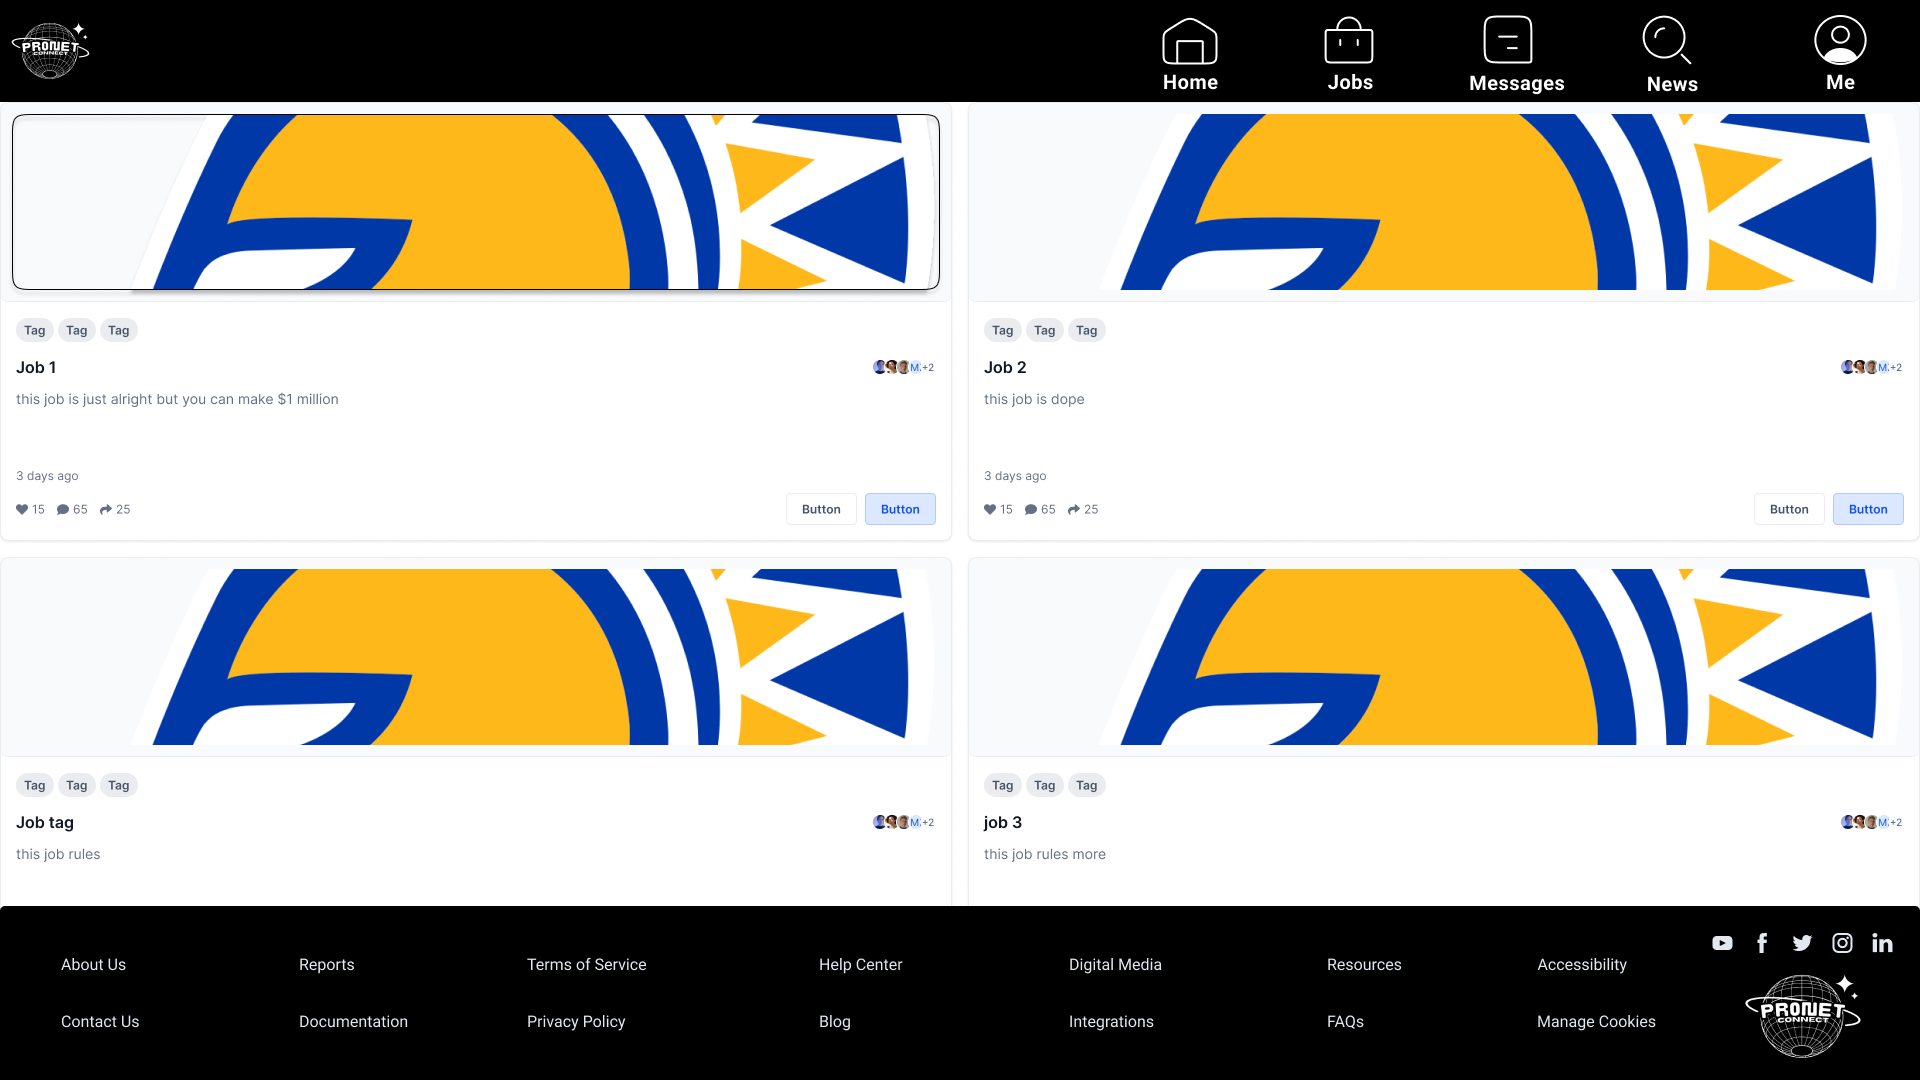 PRONET
CONNECT
Home
Jobs
Messages
News
Me
Tag Tag Tag
Job 1
M.+2
this job is just alright but you can make $1 million
3 days ago
15 65 25
Button Button
Tag Tag Tag
Job 2
M.+2
this job is dope
3 days ago
15 65 25
Button Button
Tag Tag Tag
Job tag
M.+2
this job rules
Tag Tag Tag
job 3
M.+2
this job rules more
About Us
Reports
Terms of Service
Help Center
Digital Media
Resources
Accessibility
Contact Us
Documentation
Privacy Policy
Blog
Integrations
FAQs
Manage Cookies
PRONET
CONNECT